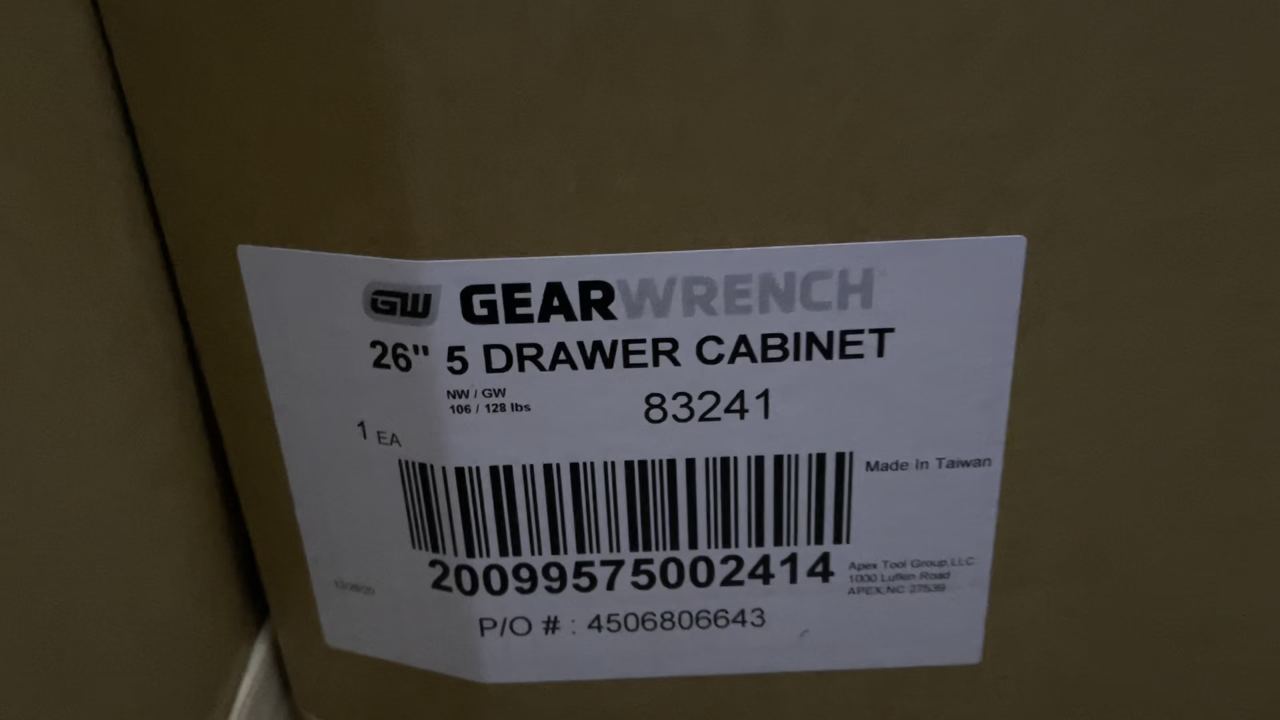 GW GEARWRENCH
26" 5 DRAWER CABINET
NW / GW
106 / 128 lbs
83241
1 EA
Made In Taiwan
20099575002414
Apex Tool Group,LLC
1000 Lufkin Road
APEX,NC 27539
P/O # : 4506806643